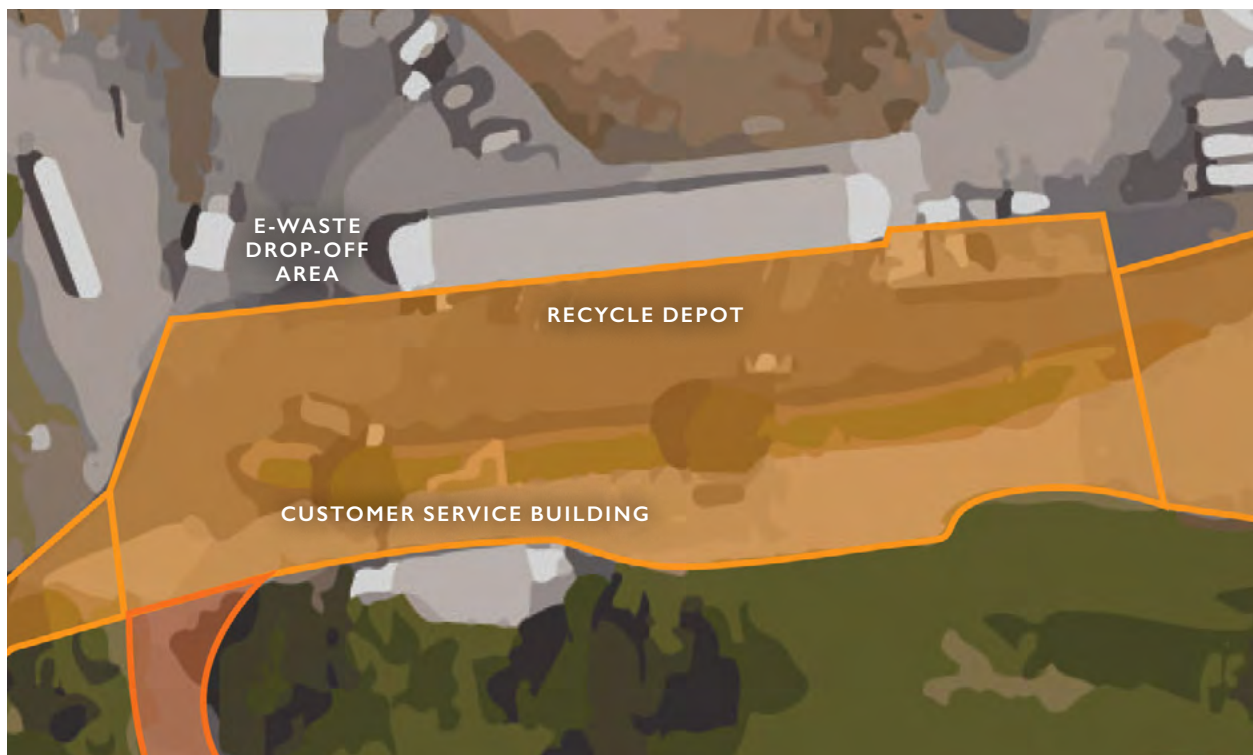 E-WASTE
DROP-OFF
AREA
RECYCLE DEPOT
CUSTOMER SERVICE BUILDING